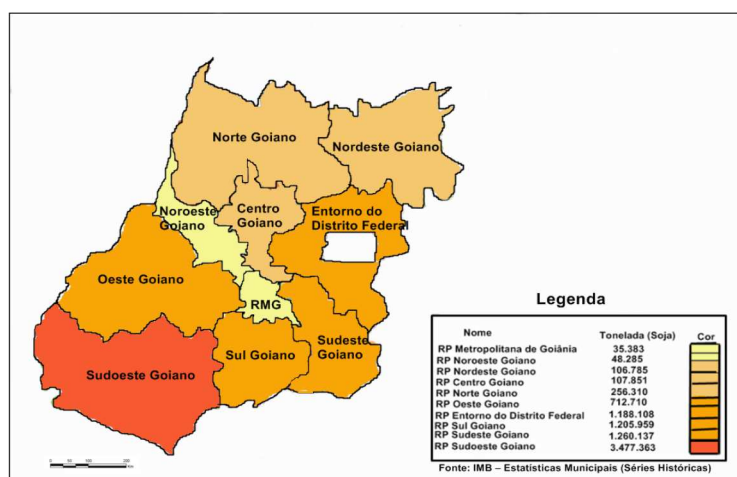 Norte Goiano
Nordeste Goiano
Noroeste
Goiano
Centro
Goiano
Entorno do
Distrito Federal
Oeste Goiano
RMG
Sudeste
Goiano
Sul Goiano
Sudoeste Goiano
Legenda
Nome Tonelada (Soja) Cor
RP Metropolitana de Goiânia 35.383
RP Noroeste Goiano 48.285
RP Nordeste Goiano 106.785
RP Centro Goiano 107.851
RP Norte Goiano 256.310
RP Oeste Goiano 712.710
RP Entorno do Distrito Federal 1.188.108
RP Sul Goiano 1.205.959
RP Sudeste Goiano 1.260.137
RP Sudoeste Goiano 3.477.363
Fonte: IMB – Estatísticas Municipais (Séries Históricas)